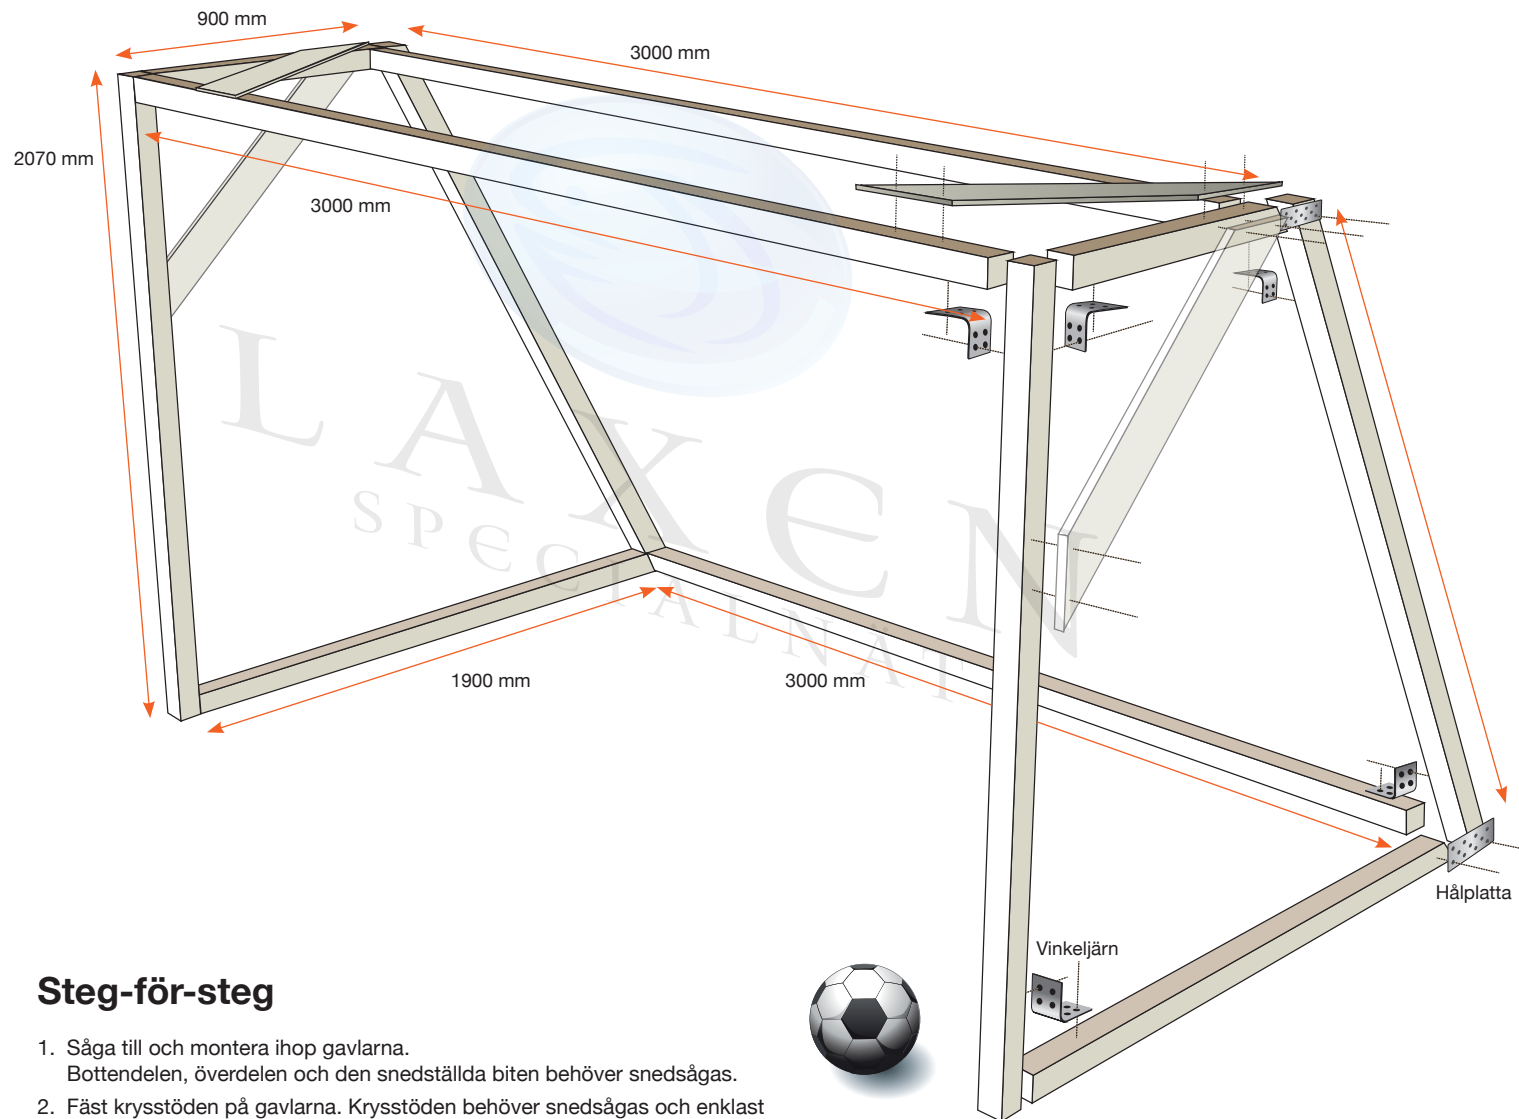 900 mm
3000 mm
2070 mm
3000 mm
LAXEN
SPECIALNÄT
1900 mm
3000 mm
Hålplatta
Vinkeljärn
Steg-för-steg
1. Såga till och montera ihop gavlarna.
Bottendelen, överdelen och den snedställda biten behöver snedsågas.
2. Fäst krysstöden på gavlarna. Krysstöden behöver snedsågas och enklast